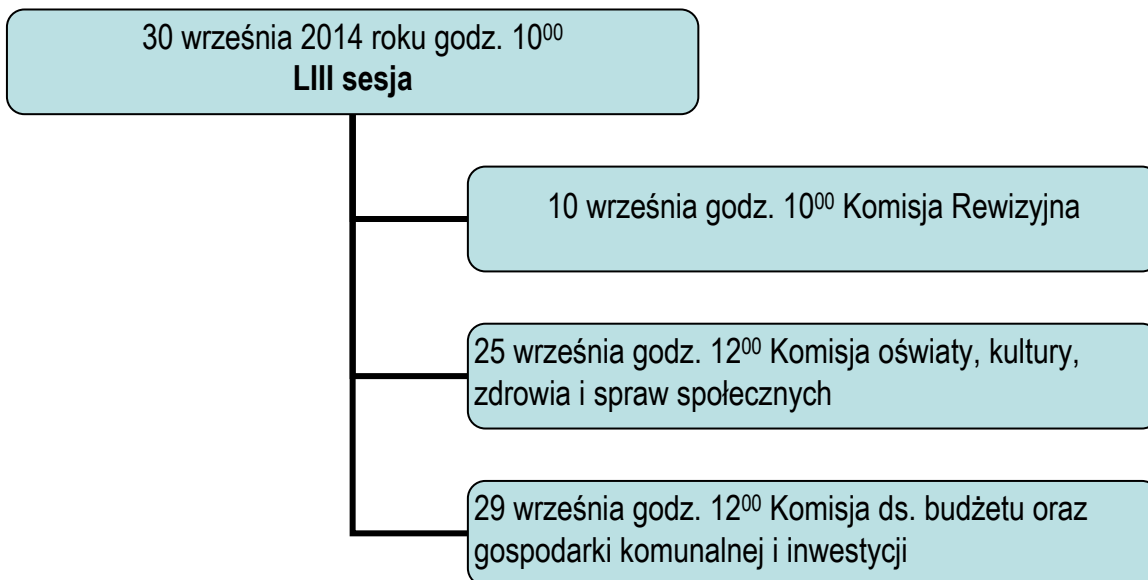 30 września 2014 roku godz. 10⁰⁰
LIII sesja
10 września godz. 10⁰⁰ Komisja Rewizyjna
25 września godz. 12⁰⁰ Komisja oświaty, kultury,
zdrowia i spraw społecznych
29 września godz. 12⁰⁰ Komisja ds. budżetu oraz
gospodarki komunalnej i inwestycji